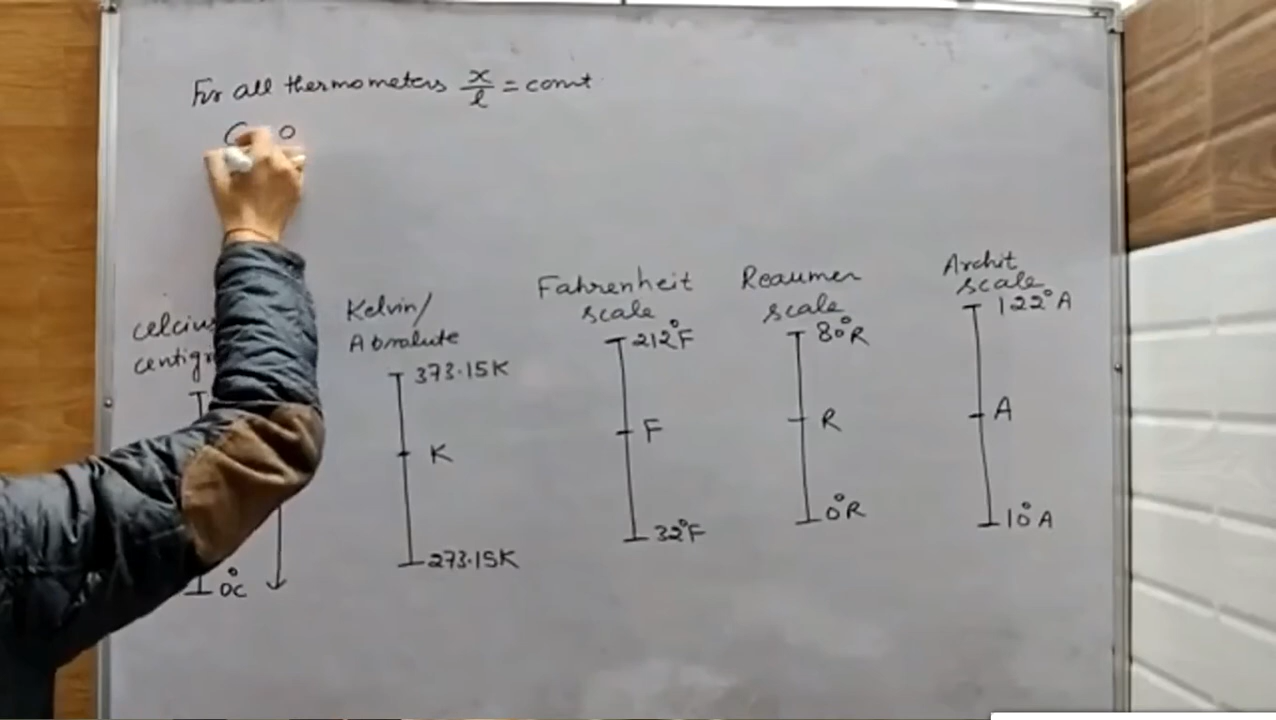 For all thermometers x/l = const
C 0
Kelvin/
Absolute
373.15K
K
273.15K
0°C
Fahrenheit
scale
212°F
F
32°F
Reaumer
scale
80°R
R
0°R
Archit
scale
122°A
A
10°A